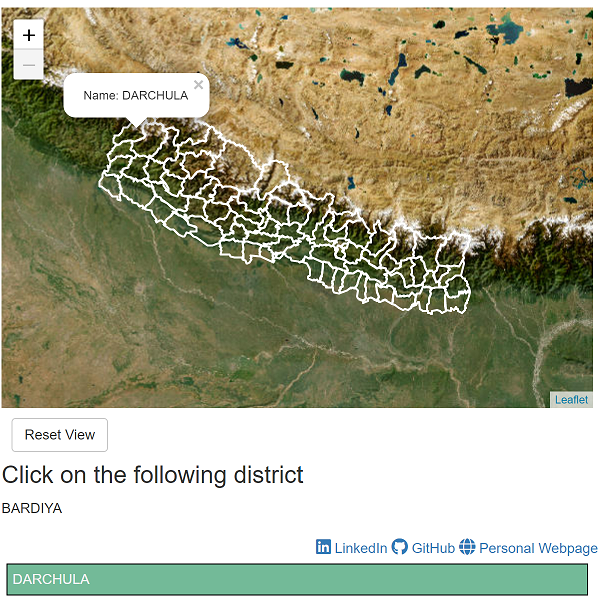 +
−
Name: DARCHULA ×
Leaflet
Reset View
Click on the following district
BARDIYA
LinkedIn GitHub Personal Webpage
DARCHULA